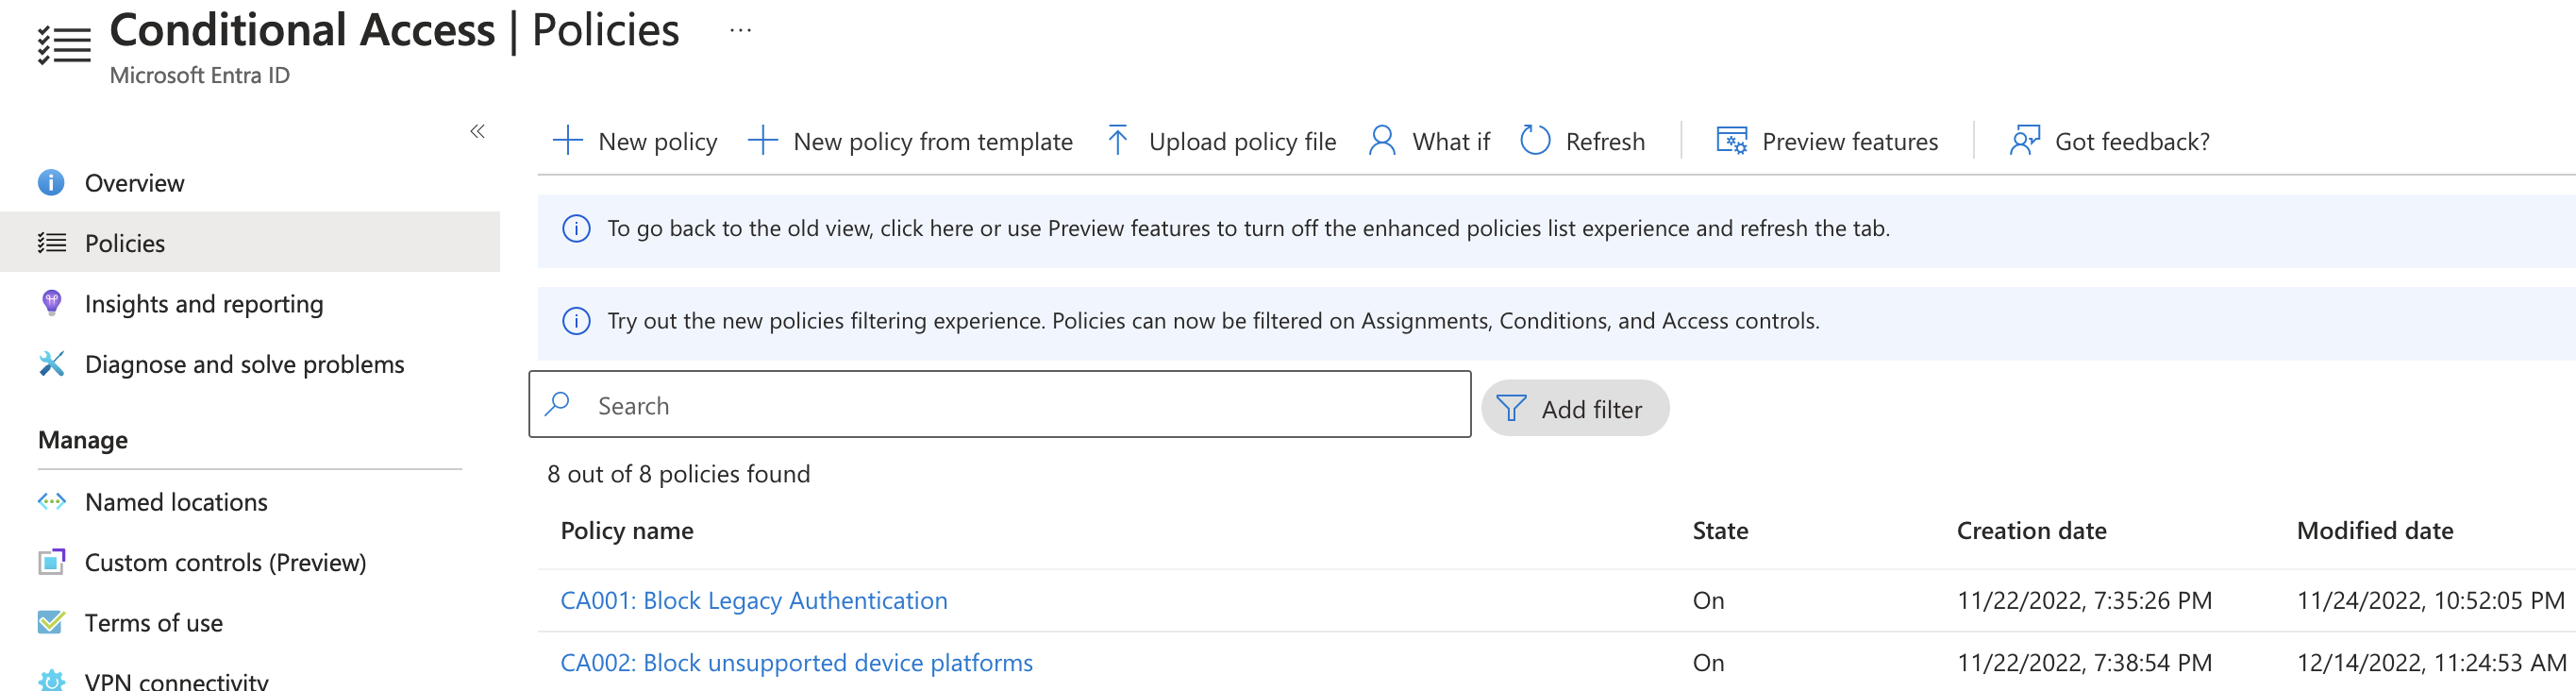 Conditional Access | Policies ...
Microsoft Entra ID
«
Overview
Policies
Insights and reporting
Diagnose and solve problems
Manage
Named locations
Custom controls (Preview)
Terms of use
VPN connectivity
New policy New policy from template Upload policy file What if Refresh Preview features Got feedback?
To go back to the old view, click here or use Preview features to turn off the enhanced policies list experience and refresh the tab.
Try out the new policies filtering experience. Policies can now be filtered on Assignments, Conditions, and Access controls.
Search Add filter
8 out of 8 policies found
Policy name State Creation date Modified date
CA001: Block Legacy Authentication On 11/22/2022, 7:35:26 PM 11/24/2022, 10:52:05 PM
CA002: Block unsupported device platforms On 11/22/2022, 7:38:54 PM 12/14/2022, 11:24:53 AM